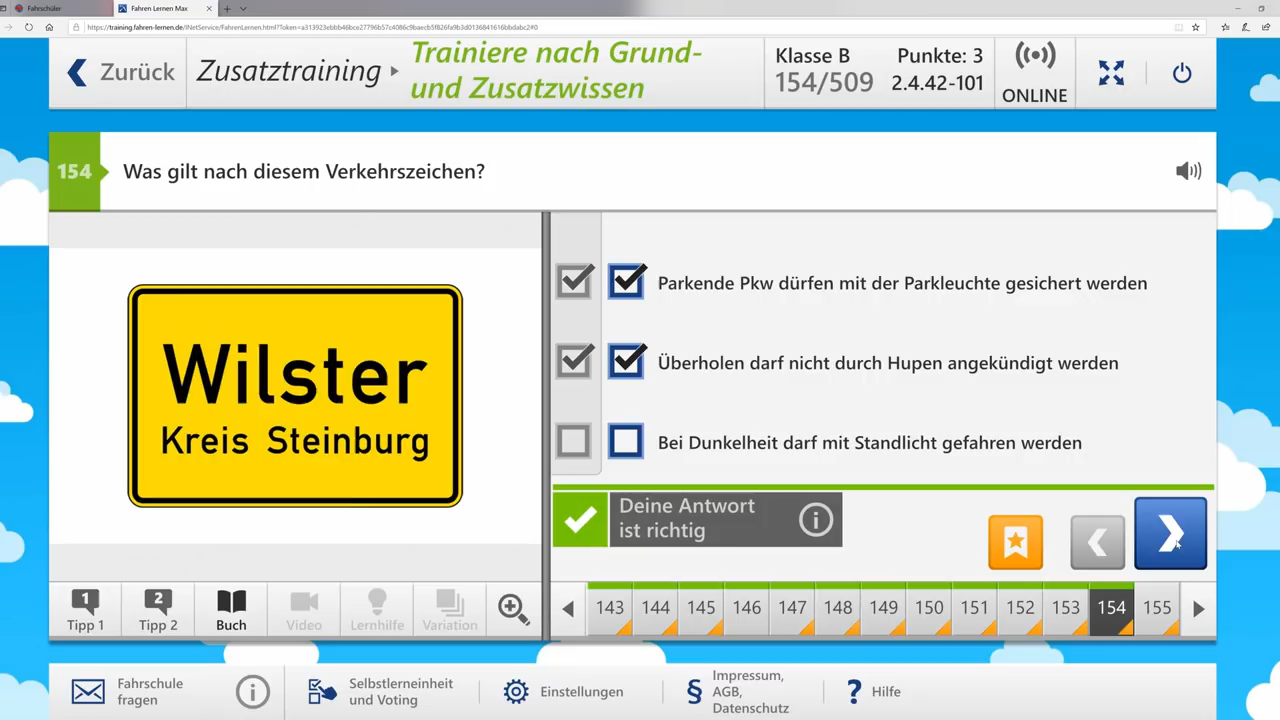 Fahrschüler
Fahren Lernen Max
Zurück
Zusatztraining
Trainiere nach Grund-
und Zusatzwissen
Klasse B
154/509
Punkte: 3
2.4.42-101
ONLINE
154
Was gilt nach diesem Verkehrszeichen?
Wilster
Kreis Steinburg
Parkende Pkw dürfen mit der Parkleuchte gesichert werden
Überholen darf nicht durch Hupen angekündigt werden
Bei Dunkelheit darf mit Standlicht gefahren werden
Deine Antwort
ist richtig
143 144 145 146 147 148 149 150 151 152 153 154 155
1 2
Tipp 1 Tipp 2 Buch Video Lernhilfe Variation
Fahrschule
fragen
Selbstlerneinheit
und Voting
Einstellungen
§
Impressum,
AGB,
Datenschutz
? Hilfe